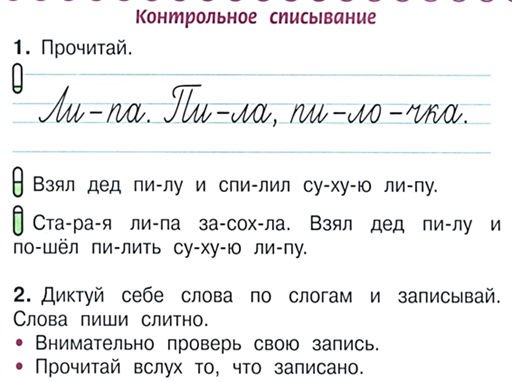 Контрольное списывание
1. Прочитай.
Ли-па. Пи-ла, пи-ло-чка.
Взял дед пи-лу и спи-лил су-ху-ю ли-пу.
Ста-ра-я ли-па за-сох-ла. Взял дед пи-лу и
по-шёл пи-лить су-ху-ю ли-пу.
2. Диктуй себе слова по слогам и записывай.
Слова пиши слитно.
• Внимательно проверь свою запись.
• Прочитай вслух то, что записано.